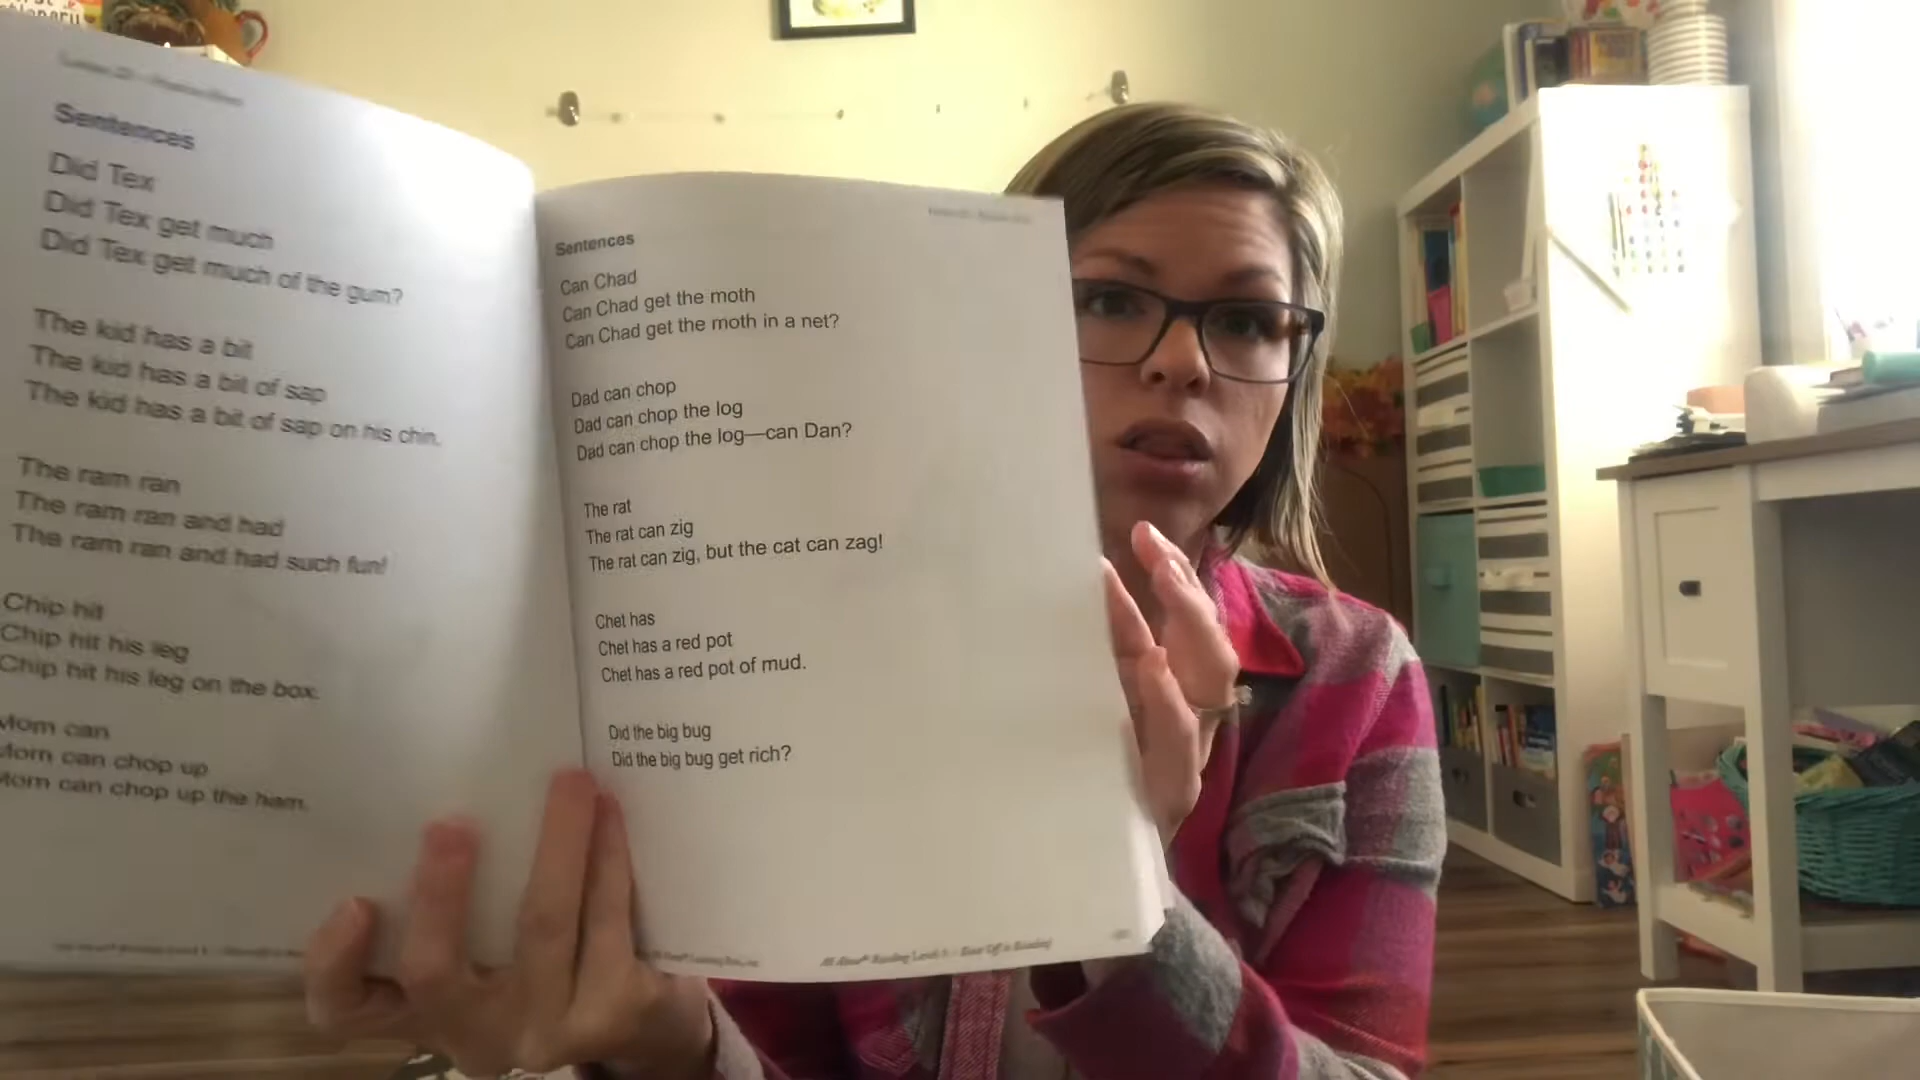 Sentences
Did Tex
Did Tex get much
Did Tex get much of the gum?
The kid has a bit
The kid has a bit of sap
The kid has a bit of sap on his chin.
The ram ran
The ram ran and had
The ram ran and had such fun!
Chip hit
Chip hit his leg
Chip hit his leg on the box.
Mom can
Mom can chop up
Mom can chop up the ham.
Sentences
Can Chad
Can Chad get the moth
Can Chad get the moth in a net?
Dad can chop
Dad can chop the log
Dad can chop the log—can Dan?
The rat
The rat can zig
The rat can zig, but the cat can zag!
Chet has
Chet has a red pot
Chet has a red pot of mud.
Did the big bug
Did the big bug get rich?